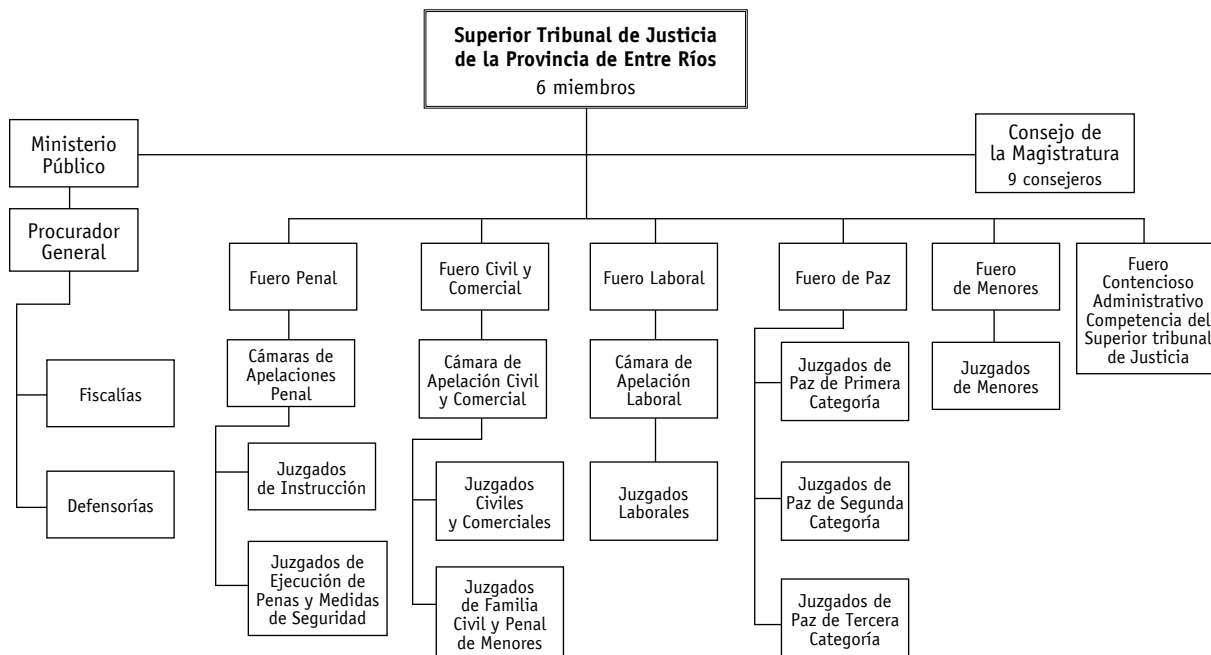 Superior Tribunal de Justicia
de la Provincia de Entre Ríos
6 miembros
Ministerio
Público
Consejo de
la Magistratura
9 consejeros
Procurador
General
Fuero Penal
Fuero Civil y
Comercial
Fuero Laboral
Fuero de Paz
Fuero
de Menores
Fuero
Contencioso
Administrativo
Competencia del
Superior tribunal
de Justicia
Cámaras de
Apelaciones
Penal
Cámara de
Apelación Civil
y Comercial
Cámara de
Apelación
Laboral
Juzgados de
Paz de Primera
Categoría
Juzgados
de Menores
Fiscalías
Juzgados
de Instrucción
Juzgados
Civiles
y Comerciales
Juzgados
Laborales
Juzgados de
Paz de Segunda
Categoría
Defensorías
Juzgados de
Ejecución de
Penas y Medidas
de Seguridad
Juzgados
de Familia
Civil y Penal
de Menores
Juzgados de
Paz de Tercera
Categoría